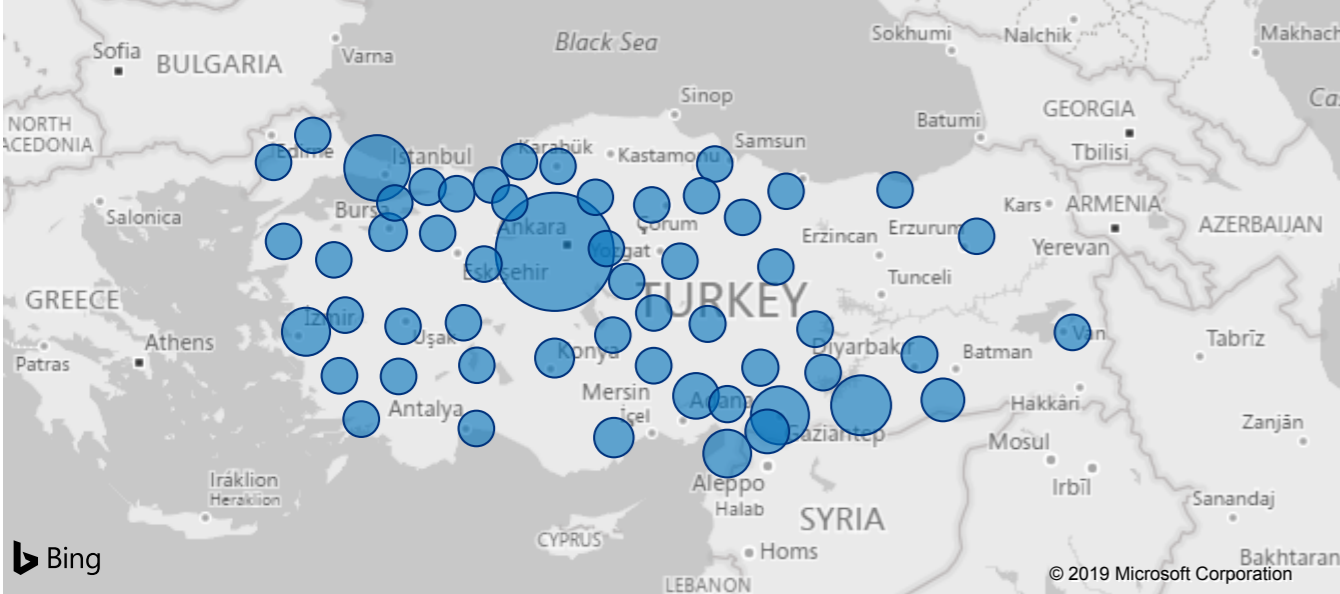 Black Sea
Sokhumi
Nalchik
Makhach
Sofia
BULGARIA
Varna
Sinop
Ca
NORTH
ACEDONIA
GEORGIA
Batumi
Tbilisi
Edirne
Istanbul
Karabük
Kastamonu
Samsun
Salonica
Bursa
Ankara
Çorum
Kars
ARMENIA
AZERBAIJAN
Erzincan
Erzurum
Yerevan
Yozgat
Eskişehir
Tunceli
GREECE
TURKEY
İzmir
Uşak
Athens
Patras
Konya
Diyarbakır
Batman
Van
Tabrīz
Mersin
İçel
Adana
Antalya
Gaziantep
Hakkâri
Mosul
Zanjān
Iráklion
Heraklion
Aleppo
Halab
Irbīl
Sanandaj
SYRIA
CYPRUS
Homs
Bakhtaran
LEBANON
Bing
© 2019 Microsoft Corporation